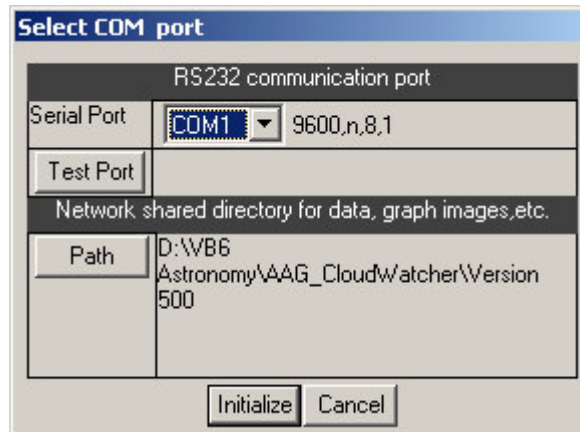 Select COM port
RS232 communication port
Serial Port
COM1
9600,n,8,1
Test Port
Network shared directory for data, graph images,etc.
Path
D:\VB6
Astronomy\AAG_CloudWatcher\Version
500
Initialize
Cancel